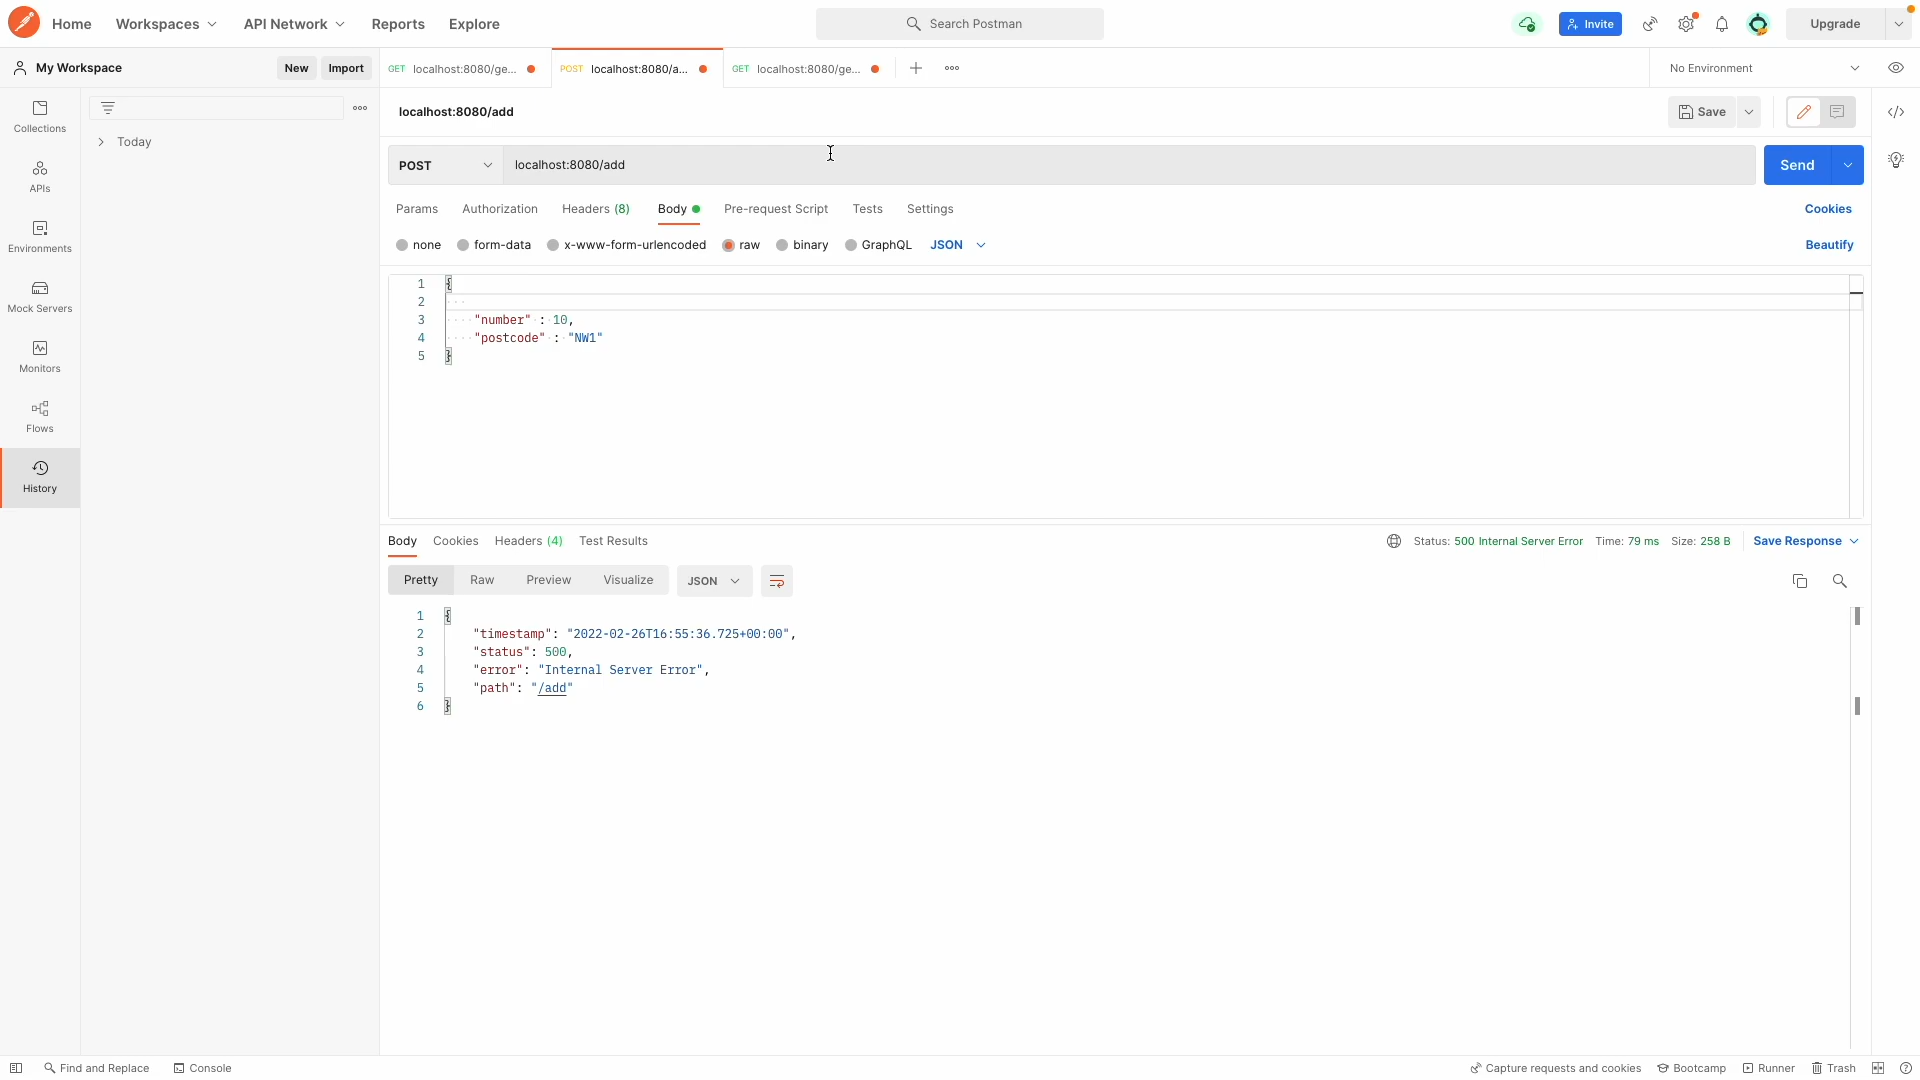 Home Workspaces API Network Reports Explore Search Postman Invite Upgrade
My Workspace New Import GET localhost:8080/ge... POST localhost:8080/a... GET localhost:8080/ge... No Environment
Collections
APIs
Environments
Mock Servers
Monitors
Flows
History
Today
localhost:8080/add Save
POST localhost:8080/add Send
Params Authorization Headers (8) Body Pre-request Script Tests Settings Cookies
none form-data x-www-form-urlencoded raw binary GraphQL JSON Beautify
1 {
2
3 "number" : 10,
4 "postcode" : "NW1"
5 }
Body Cookies Headers (4) Test Results Status: 500 Internal Server Error Time: 79 ms Size: 258 B Save Response
Pretty Raw Preview Visualize JSON
1 {
2 "timestamp": "2022-02-26T16:55:36.725+00:00",
3 "status": 500,
4 "error": "Internal Server Error",
5 "path": "/add"
6 }
Find and Replace Console Capture requests and cookies Bootcamp Runner Trash